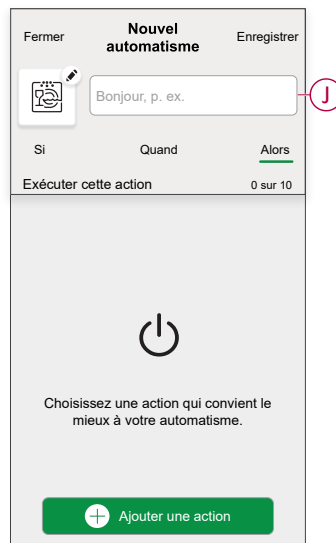 Fermer
Nouvel
automatisme
Enregistrer
Bonjour, p. ex.
J
Si
Quand
Alors
Exécuter cette action
0 sur 10
Choisissez une action qui convient le
mieux à votre automatisme.
Ajouter une action